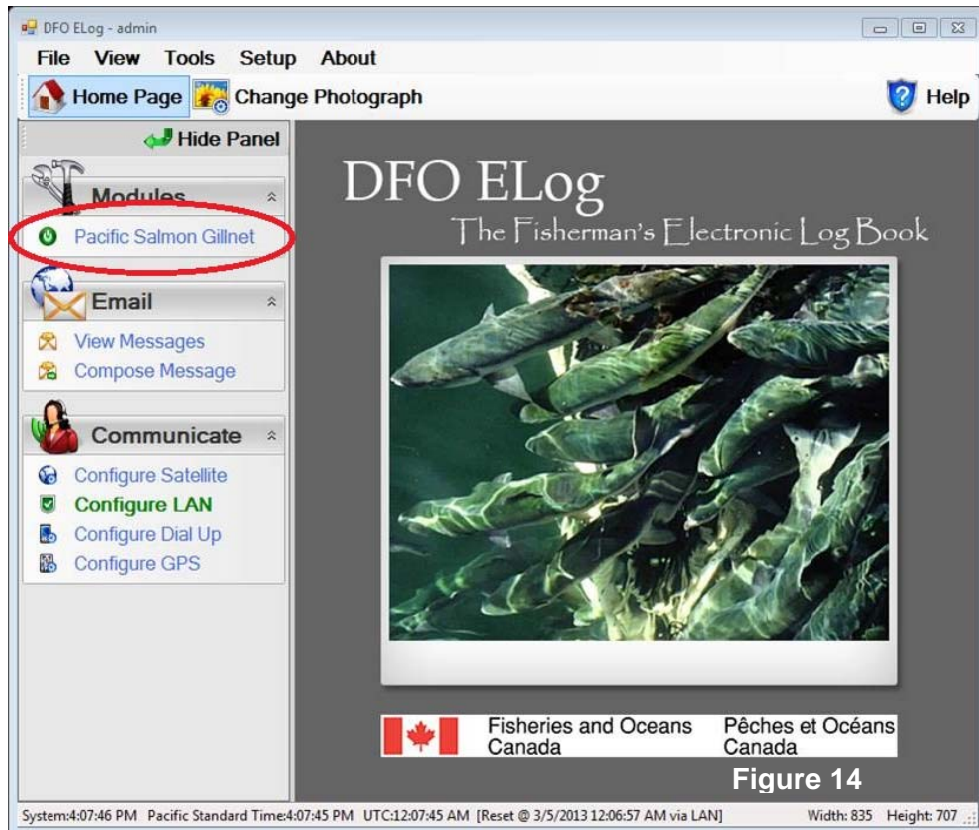 DFO ELog - admin
File View Tools Setup About
Home Page Change Photograph Help
Hide Panel
Modules
Pacific Salmon Gillnet
Email
View Messages
Compose Message
Communicate
Configure Satellite
Configure LAN
Configure Dial Up
Configure GPS
DFO ELog
The Fisherman's Electronic Log Book
Fisheries and Oceans
Canada
Pêches et Océans
Canada
Figure 14
System:4:07:46 PM Pacific Standard Time:4:07:45 PM UTC:12:07:45 AM [Reset @ 3/5/2013 12:06:57 AM via LAN] Width: 835 Height: 707